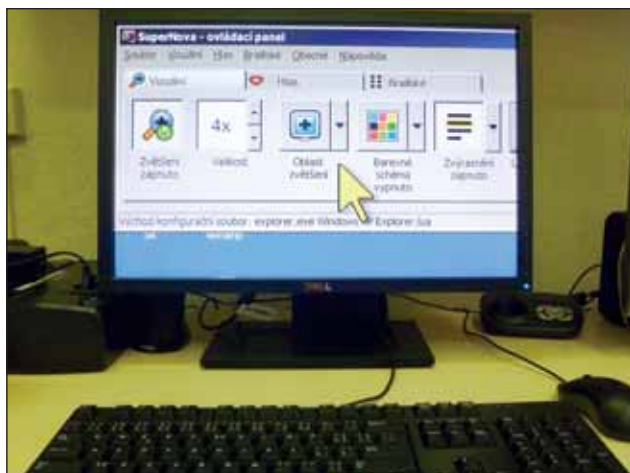 SuperNova - ovládací panel
Soubor Vizuální Hlas Braillské Obecné Nápověda
Vizuální Hlas Braillské
4x
Zvětšení zapnuto
Velikost
Oblast zvětšení
Barevné schéma vypnuto
Zvýraznění zapnuto
Výchozí konfigurační soubor: explorer.exe Windows Explorer.lua
DELL